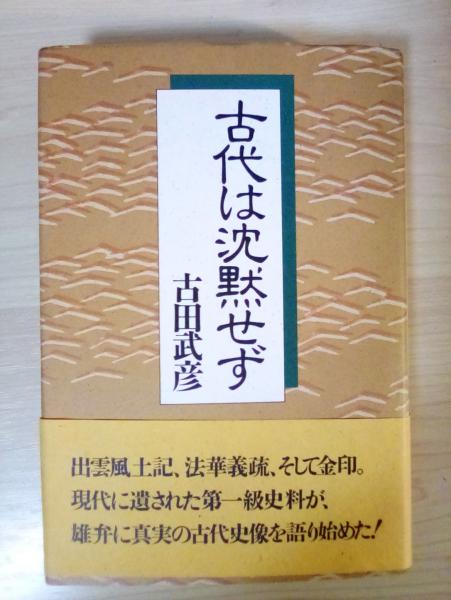 古代は沈黙せず
古田武彦
出雲風土記、法華義疏、そして金印。
現代に遺された第一級史料が、
雄弁に真実の古代史像を語り始めた!